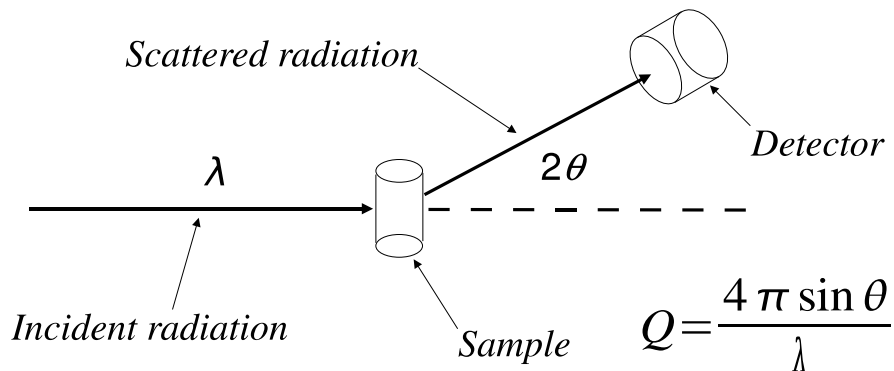 Scattered radiation
Detector
λ
2θ
Incident radiation
Sample
Q = 4 π sin θ / λ